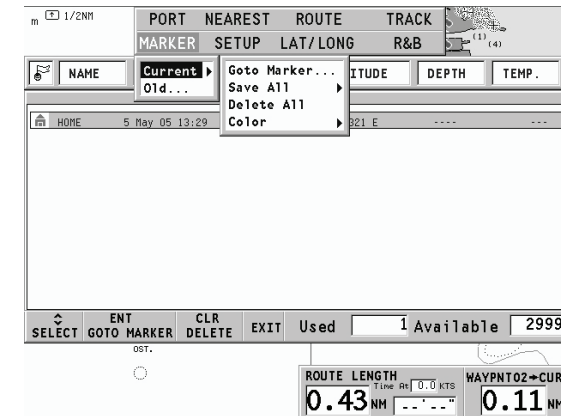 m ↑ 1/2NM PORT NEAREST ROUTE TRACK
MARKER SETUP LAT/LONG R&B (1) (4)
NAME Current Goto Marker... ITUDE DEPTH TEMP.
Old... Save All
Delete All
HOME 5 May 05 13:29 Color 321 E ---- ---
SELECT ENT GOTO MARKER CLR DELETE EXIT Used 1 Available 2999
OST.
ROUTE LENGTH Time At 0.0 KTS WAYPNT02→CUR
0.43 NM --'--" 0.11 NM